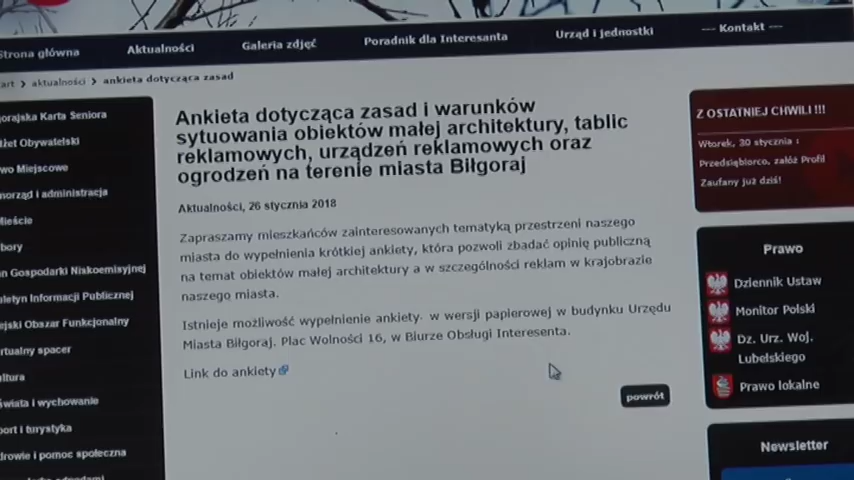 Strona główna
Aktualności
Galeria zdjęć
Poradnik dla Interesanta
Urząd i jednostki
--- Kontakt ---
aktualności > ankieta dotycząca zasad
Karta Seniora
Obywatelski
Miejskowe
i administracja
Gospodarki Niskoemisyjnej
Informacji Publicznej
Obszar Funkcjonalny
spacer
i wychowanie
i turystyka
i pomoc społeczna
Ankieta dotycząca zasad i warunków
sytuowania obiektów małej architektury, tablic
reklamowych, urządzeń reklamowych oraz
ogrodzeń na terenie miasta Biłgoraj
Aktualności, 26 stycznia 2018
Zapraszamy mieszkańców zainteresowanych tematyką przestrzeni naszego
miasta do wypełnienia krótkiej ankiety, która pozwoli zbadać opinię publiczną
na temat obiektów małej architektury a w szczególności reklam w krajobrazie
naszego miasta.
Istnieje możliwość wypełnienie ankiety. w wersji papierowej w budynku Urzędu
Miasta Biłgoraj. Plac Wolności 16, w Biurze Obsługi Interesenta.
Link do ankiety
powrót
Z OSTATNIEJ CHWILI !!!
Wtorek, 30 stycznia :
Przedsiębiorco, załóż Profil
Zaufany już dziś!
Prawo
Dziennik Ustaw
Monitor Polski
Dz. Urz. Woj.
Lubelskiego
Prawo lokalne
Newsletter